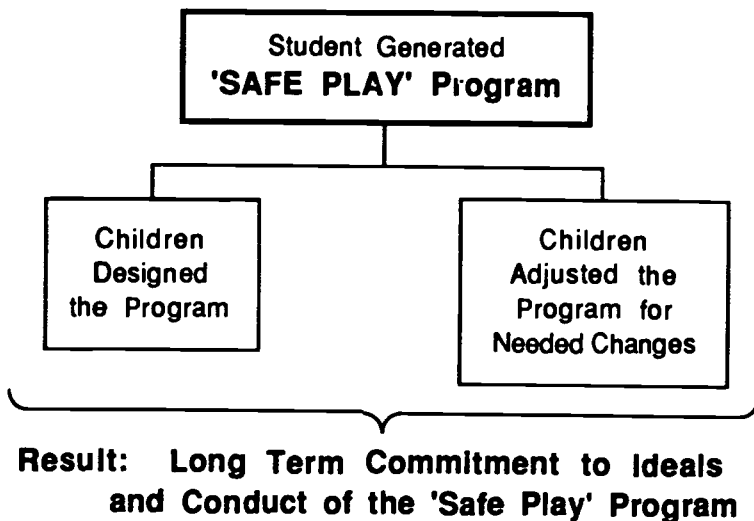 Student Generated
'SAFE PLAY' Program
Children
Designed
the Program
Children
Adjusted the
Program for
Needed Changes
Result: Long Term Commitment to Ideals
and Conduct of the 'Safe Play' Program